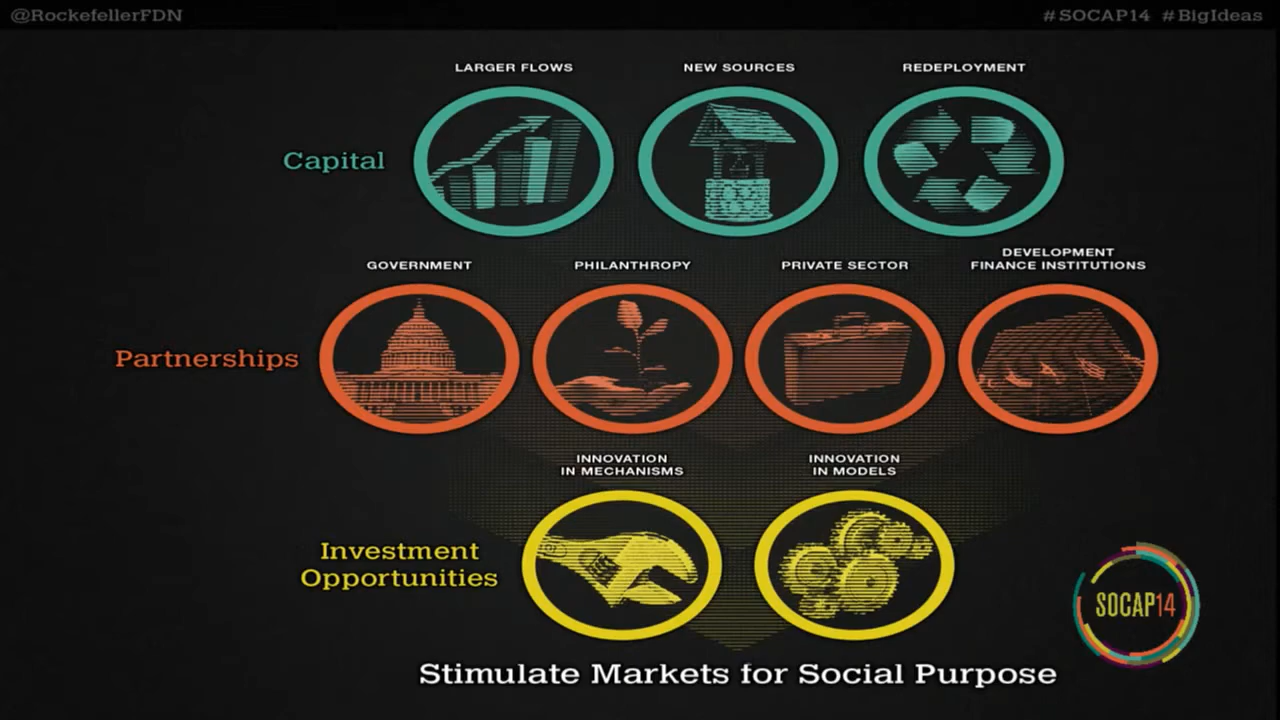 @RockefellerFDN
#SOCAP14 #BigIdeas
LARGER FLOWS
NEW SOURCES
REDEPLOYMENT
Capital
GOVERNMENT
PHILANTHROPY
PRIVATE SECTOR
DEVELOPMENT
FINANCE INSTITUTIONS
Partnerships
INNOVATION
IN MECHANISMS
INNOVATION
IN MODELS
Investment
Opportunities
SOCAP14
Stimulate Markets for Social Purpose